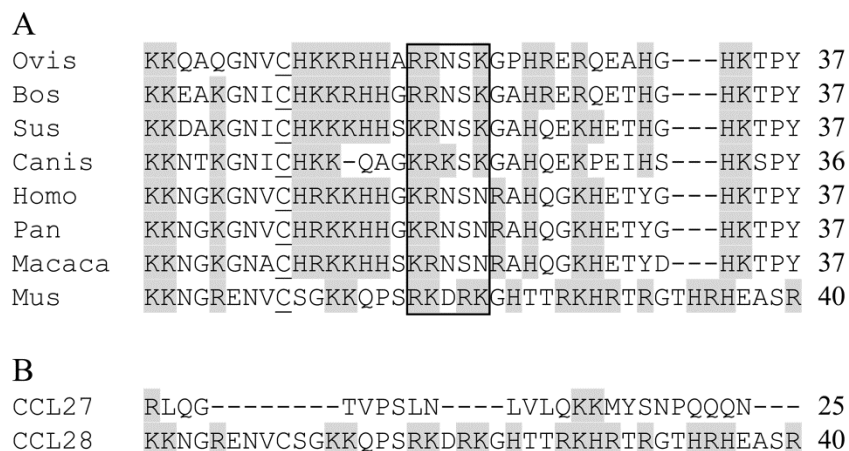 A
Ovis KKQAQGNVCHKKRHHARRNSKGPHRERQEAHG---HKTPY 37
Bos KKEAKGNICHKKRHHGRRNSKGAHRERQETHG---HKTPY 37
Sus KKDAKGNICHKKKHHSKRNSKGAHQEKHETHG---HKTPY 37
Canis KKNTKGNICHKK-QAGKRKSKGAHQEKPEIHS---HKSPY 36
Homo KKNGKGNVCHRKKHHGKRNSNRAHQGKHETYG---HKTPY 37
Pan KKNGKGNVCHRKKHHGKRNSNRAHQGKHETYG---HKTPY 37
Macaca KKNGKGNACHRKKHHSKRNSNRAHQGKHETYD---HKTPY 37
Mus KKNGRENVCSGKKQPSRKDRKGHTTRKHRTRGTHRHEASR 40
B
CCL27 RLQG--------TVPSLN----LVLQKKMYSNPQQQN--- 25
CCL28 KKNGRENVCSGKKQPSRKDRKGHTTRKHRTRGTHRHEASR 40